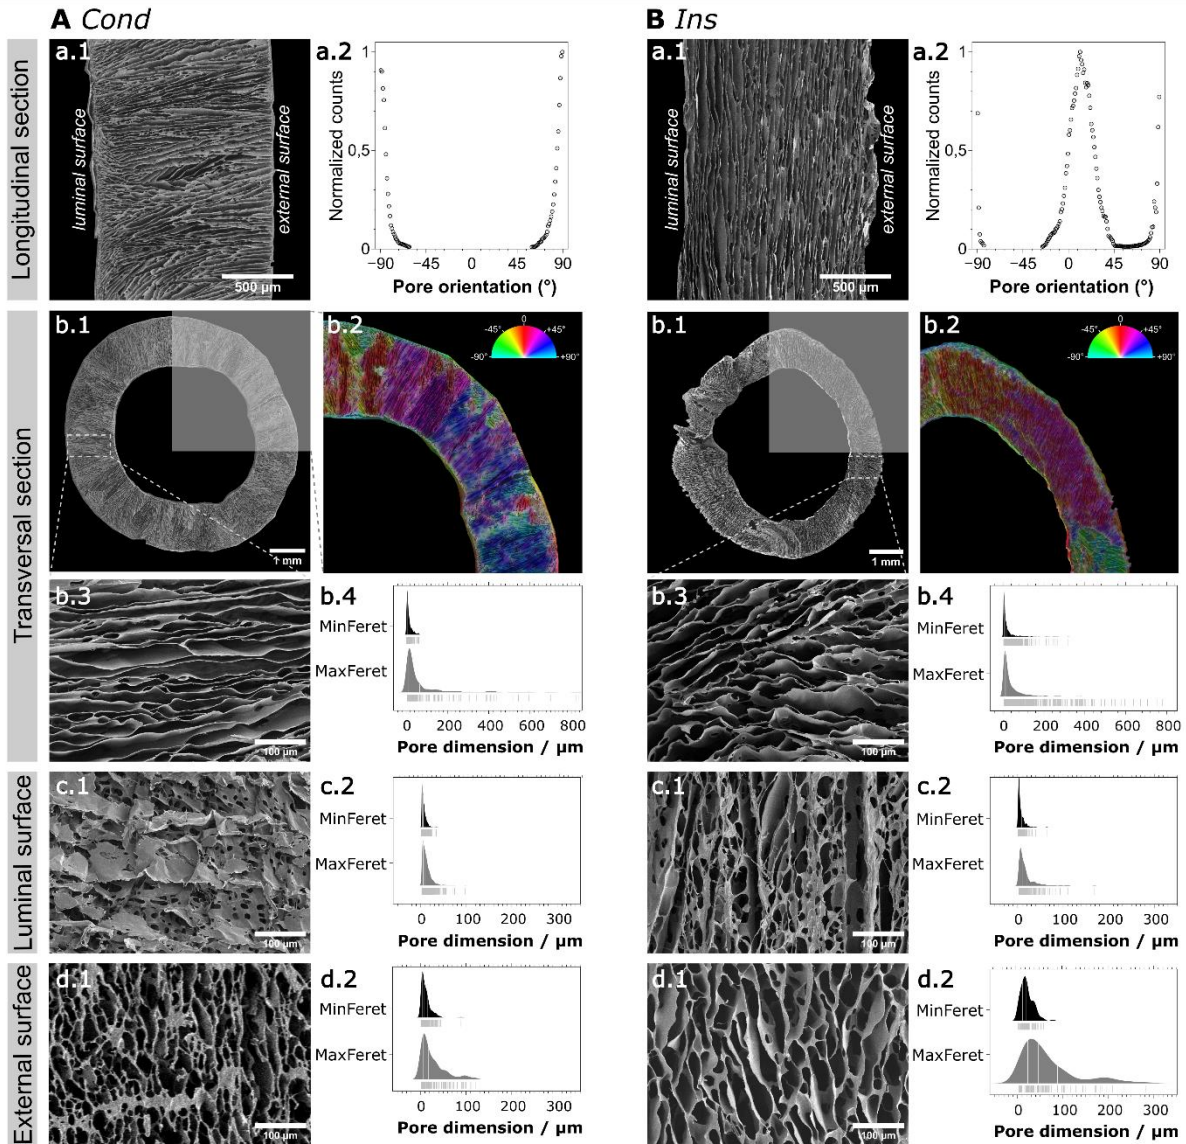 A Cond
B Ins
Longitudinal section
a.1
luminal surface
external surface
500 µm
a.2
Normalized counts
1
0,5
0
−90
−45
0
45
90
Pore orientation (°)
a.1
luminal surface
external surface
500 µm
a.2
Normalized counts
1
0,5
0
−90
−45
0
45
90
Pore orientation (°)
Transversal section
b.1
1 mm
b.2
0
-45°
+45°
-90°
+90°
b.1
1 mm
b.2
0
-45°
+45°
-90°
+90°
b.3
100 µm
b.4
MinFeret
MaxFeret
0 200 400 600 800
Pore dimension / µm
b.3
100 µm
b.4
MinFeret
MaxFeret
0 200 400 600 800
Pore dimension / µm
Luminal surface
c.1
100 µm
c.2
MinFeret
MaxFeret
0 100 200 300
Pore dimension / µm
c.1
100 µm
c.2
MinFeret
MaxFeret
0 100 200 300
Pore dimension / µm
External surface
d.1
100 µm
d.2
MinFeret
MaxFeret
0 100 200 300
Pore dimension / µm
d.1
100 µm
d.2
MinFeret
MaxFeret
0 100 200 300
Pore dimension / µm